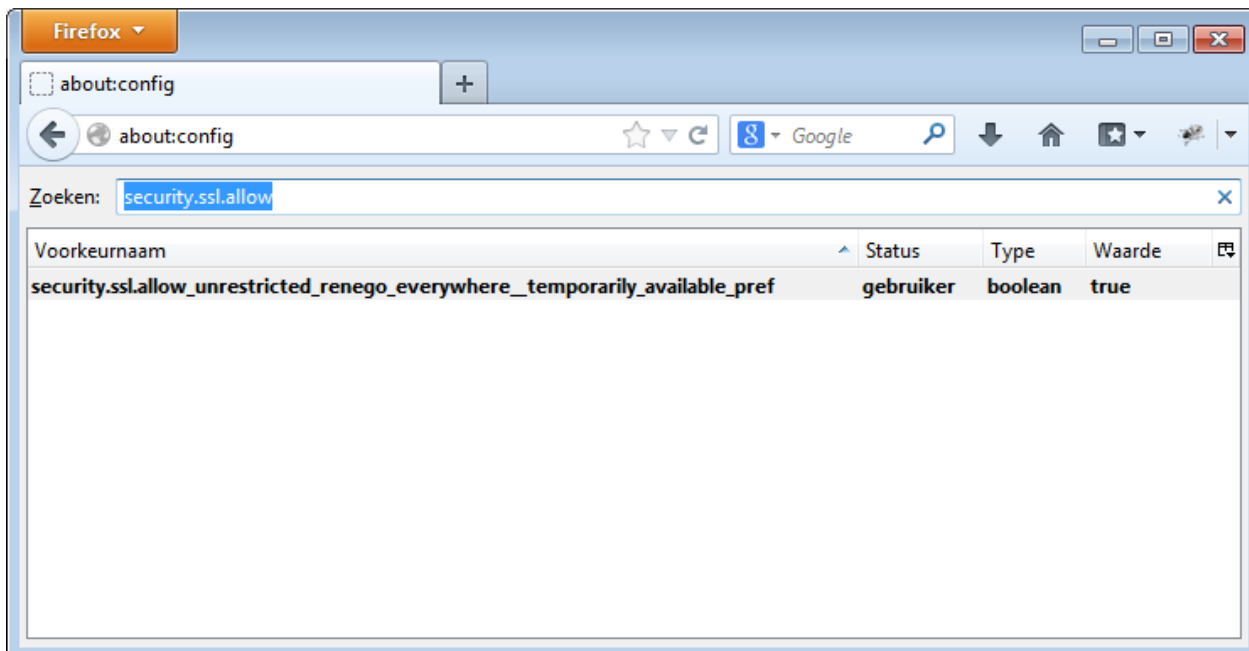 Firefox
about:config
about:config
8 Google
Zoeken: security.ssl.allow
Voorkeurnaam Status Type Waarde
security.ssl.allow_unrestricted_renego_everywhere__temporarily_available_pref gebruiker boolean true